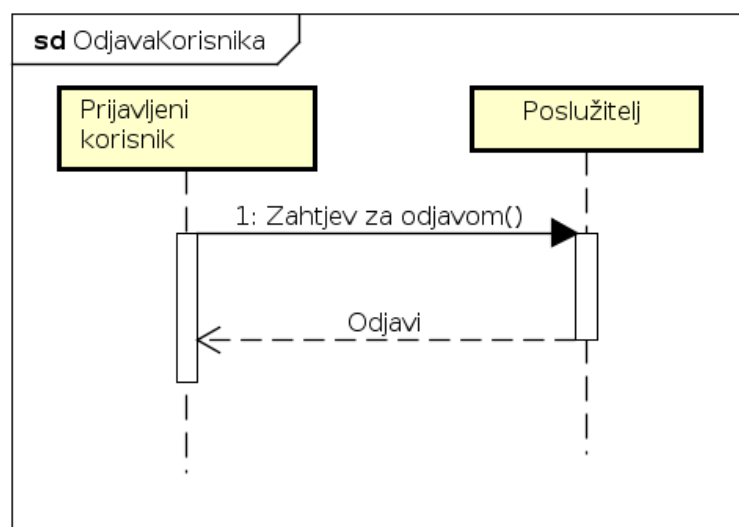 sd OdjavaKorisnika
Prijavljeni
korisnik
Poslužitelj
1: Zahtjev za odjavom()
Odjavi